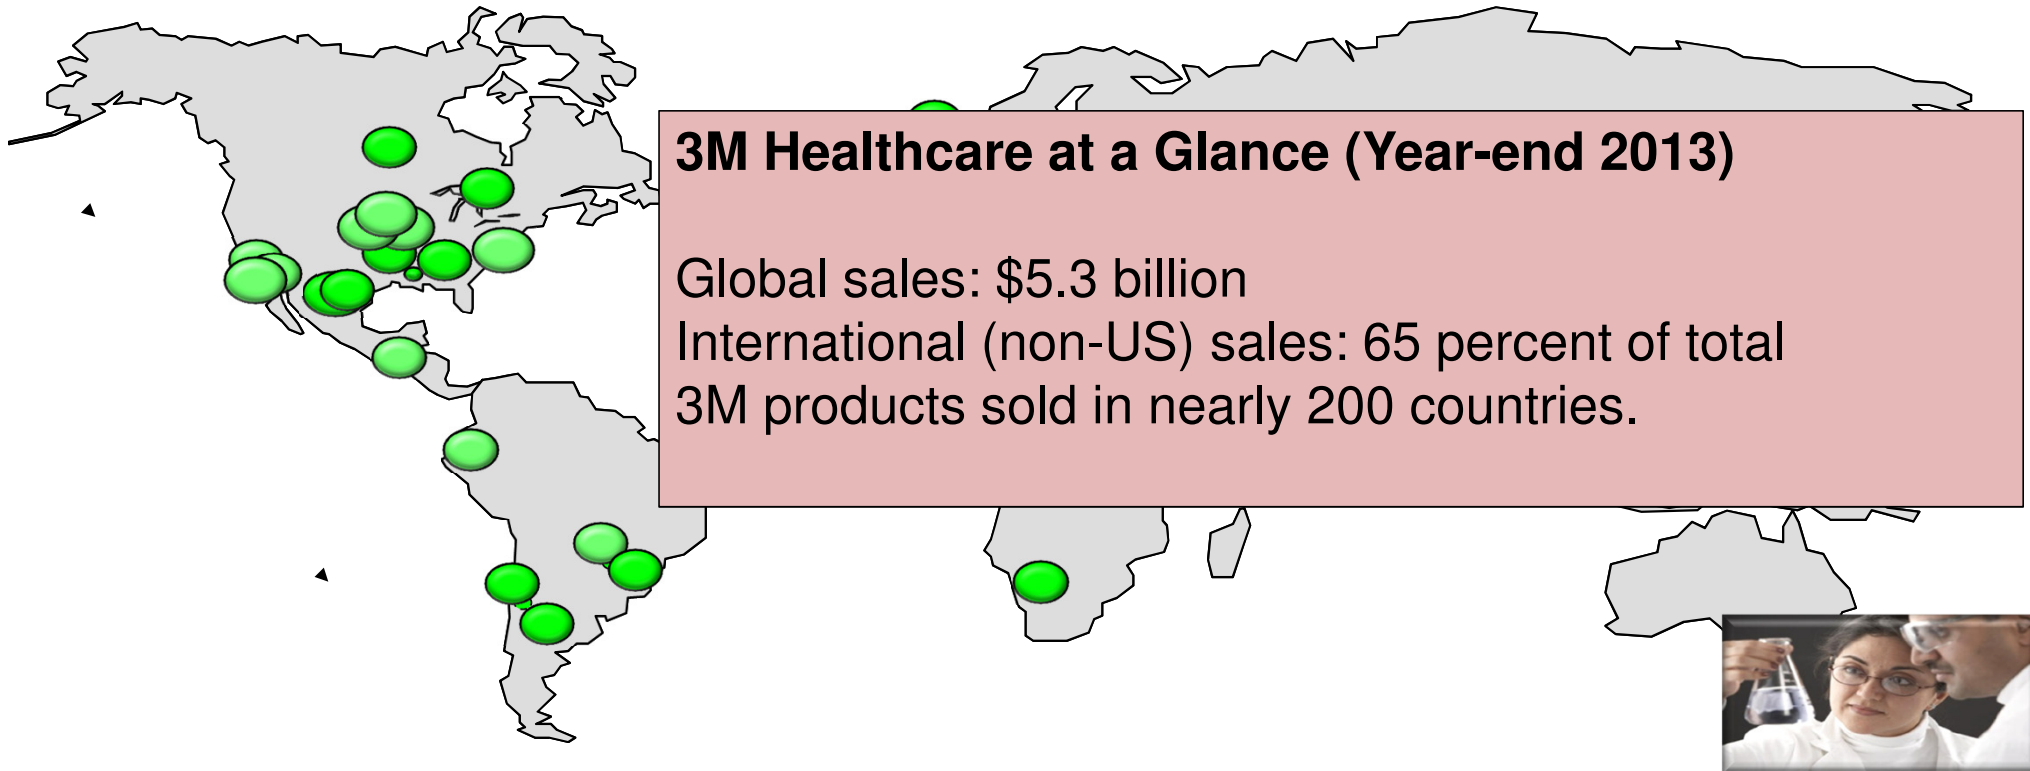 3M Healthcare at a Glance (Year-end 2013)
Global sales: $5.3 billion
International (non-US) sales: 65 percent of total
3M products sold in nearly 200 countries.